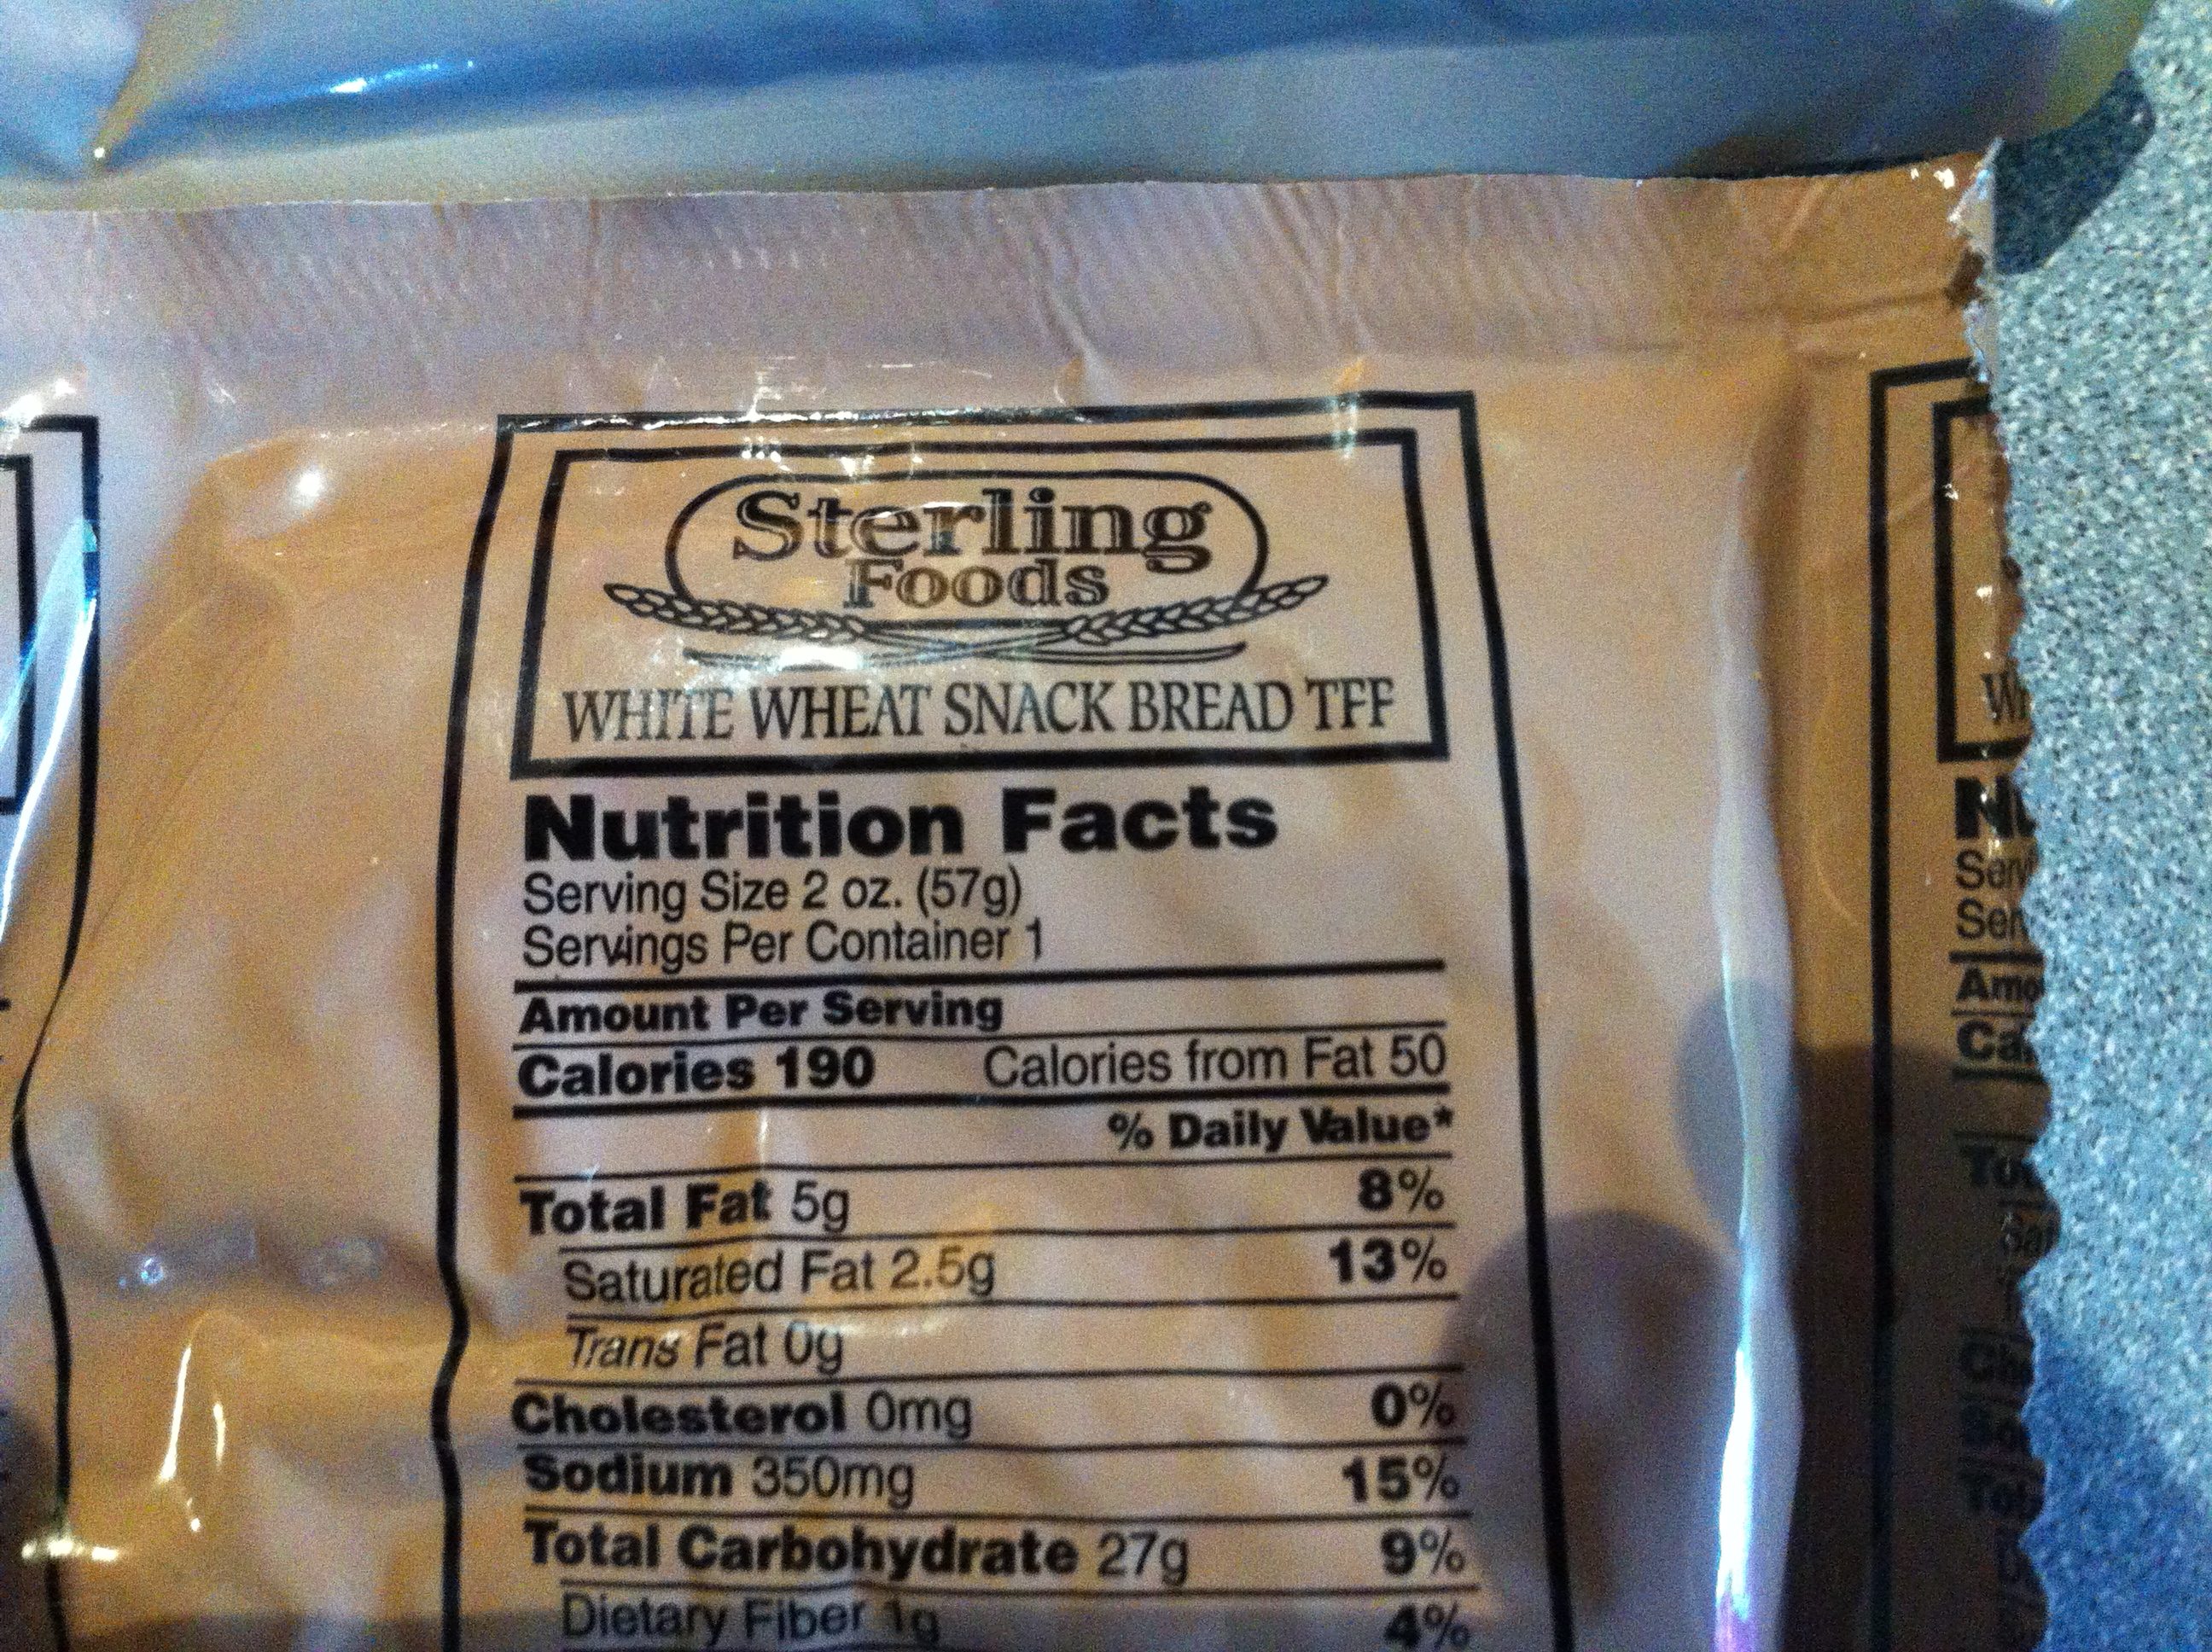 Sterling
Foods
WHITE WHEAT SNACK BREAD TFF
Nutrition Facts
Serving Size 2 oz. (57g)
Servings Per Container 1
Amount Per Serving
Calories 190 Calories from Fat 50
% Daily Value*
Total Fat 5g 8%
Saturated Fat 2.5g 13%
Trans Fat 0g
Cholesterol 0mg 0%
Sodium 350mg 15%
Total Carbohydrate 27g 9%
Dietary Fiber 1g 4%